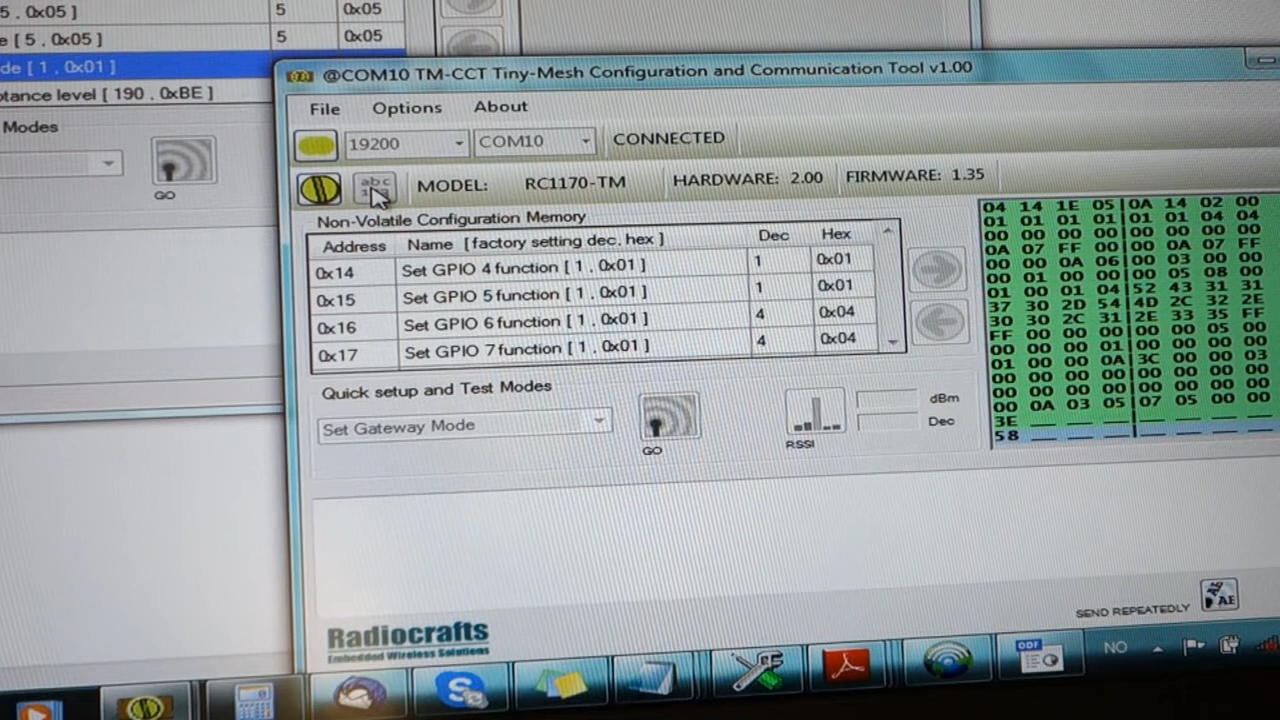 5 . 0x05 ] 5 0x05
e [ 5 . 0x05 ] 5 0x05
de [ 1 . 0x01 ]
tance level [ 190 . 0xBE ]
Modes
GO
@COM10 TM-CCT Tiny-Mesh Configuration and Communication Tool v1.00
File Options About
19200 COM10 CONNECTED
abc MODEL: RC1170-TM HARDWARE: 2.00 FIRMWARE: 1.35
Non-Volatile Configuration Memory
Address Name [factory setting dec, hex ] Dec Hex
0x14 Set GPIO 4 function [ 1 . 0x01 ] 1 0x01
0x15 Set GPIO 5 function [ 1 . 0x01 ] 1 0x01
0x16 Set GPIO 6 function [ 1 . 0x01 ] 4 0x04
0x17 Set GPIO 7 function [ 1 . 0x01 ] 4 0x04
04 14 1E 05 0A 14 02 00
01 01 01 01 01 01 04 04
00 00 00 00 00 00 00 00
0A 07 FF 00 00 0A 07 FF
00 00 0A 06 00 03 00 00
00 01 00 00 00 05 08 00
01 00 01 04 52 43 31 31
37 30 2D 54 4D 2C 32 2E
30 30 2C 31 2E 33 35 FF
FF 00 00 00 00 00 05 00
00 00 00 01 00 00 00 00
01 00 00 0A 3C 00 00 03
00 00 00 00 00 00 00 00
00 00 00 00 00 00 00 00
00 0A 03 05 07 05 00 00
3E
58
Quick setup and Test Modes
Set Gateway Mode
GO
RSSI
dBm
Dec
SEND REPEATEDLY
AE
Radiocrafts
Embedded Wireless Solutions
ODF
NO